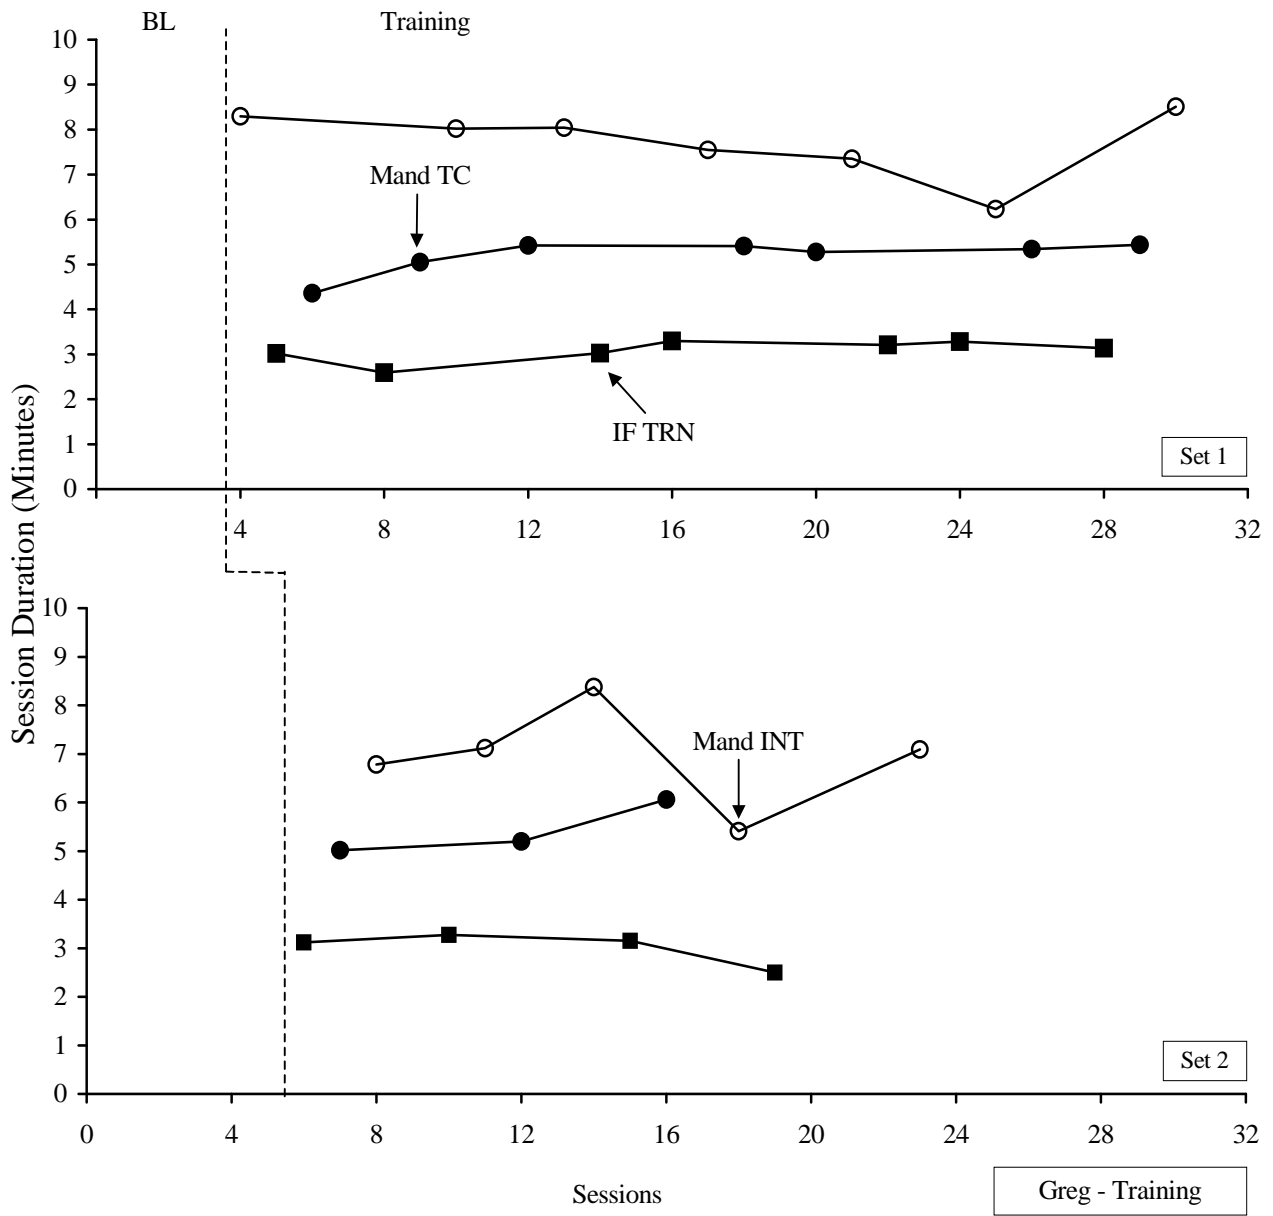 BL Training
10
9
8
7
6
5
4
3
2
1
0
Mand TC
IF TRN
Set 1
4 8 12 16 20 24 28 32
Session Duration (Minutes)
10
9
8
7
6
5
4
3
2
1
0
Mand INT
Set 2
0 4 8 12 16 20 24 28 32
Sessions
Greg - Training